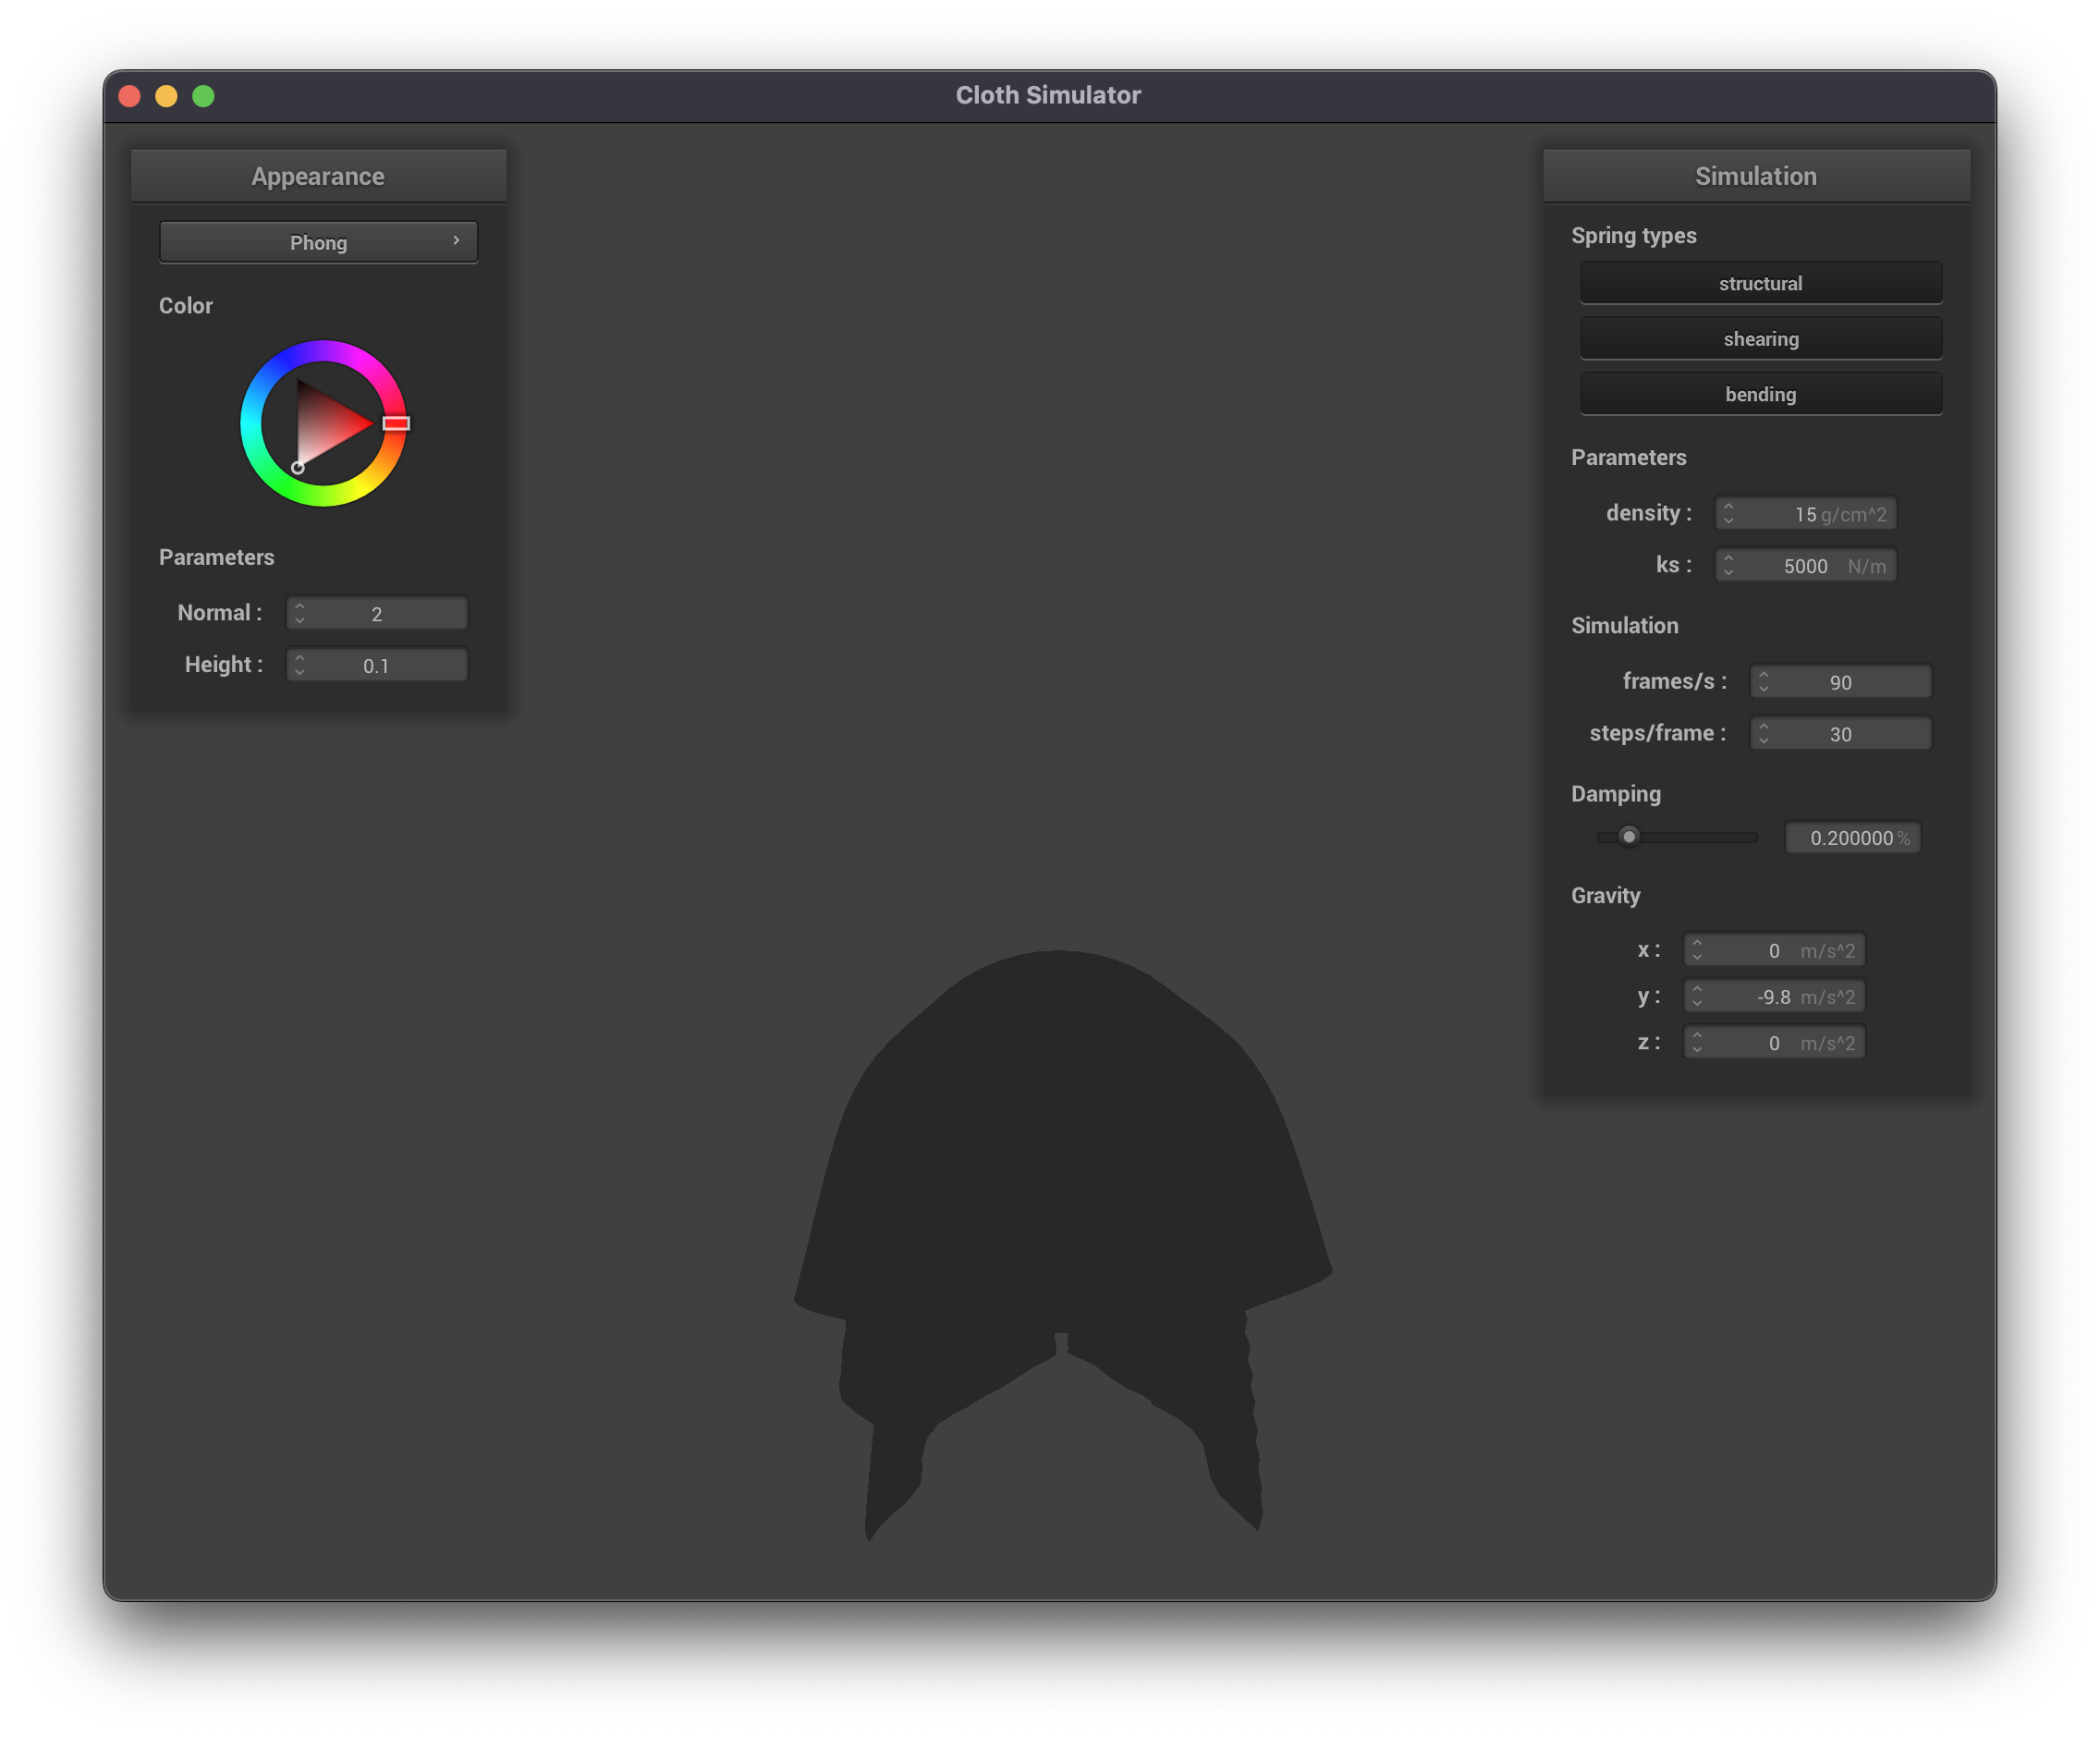 Cloth Simulator
Appearance
Phong
Color
Parameters
Normal : 2
Height : 0.1
Simulation
Spring types
structural
shearing
bending
Parameters
density : 15 g/cm^2
ks : 5000 N/m
Simulation
frames/s : 90
steps/frame : 30
Damping
0.200000 %
Gravity
x : 0 m/s^2
y : -9.8 m/s^2
z : 0 m/s^2